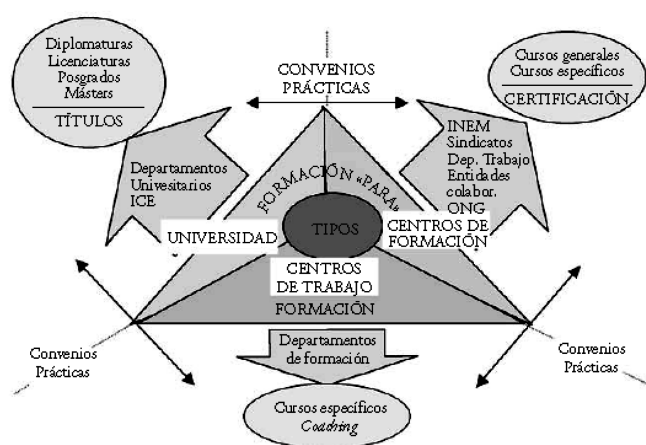 Diplomaturas
Licenciaturas
Posgrados
Másters
TÍTULOS
CONVENIOS
PRÁCTICAS
Cursos generales
Cursos específicos
CERTIFICACIÓN
Departamentos
Univesitarios
ICE
INEM
Sindicatos
Dep. Trabajo
Entidades
colabor.
ONG
FORMACIÓN «PARA»
UNIVERSIDAD
TIPOS
CENTROS DE
FORMACIÓN
CENTROS
DE TRABAJO
FORMACIÓN
Convenios
Prácticas
Departamentos
de formación
Convenios
Prácticas
Cursos específicos
Coaching